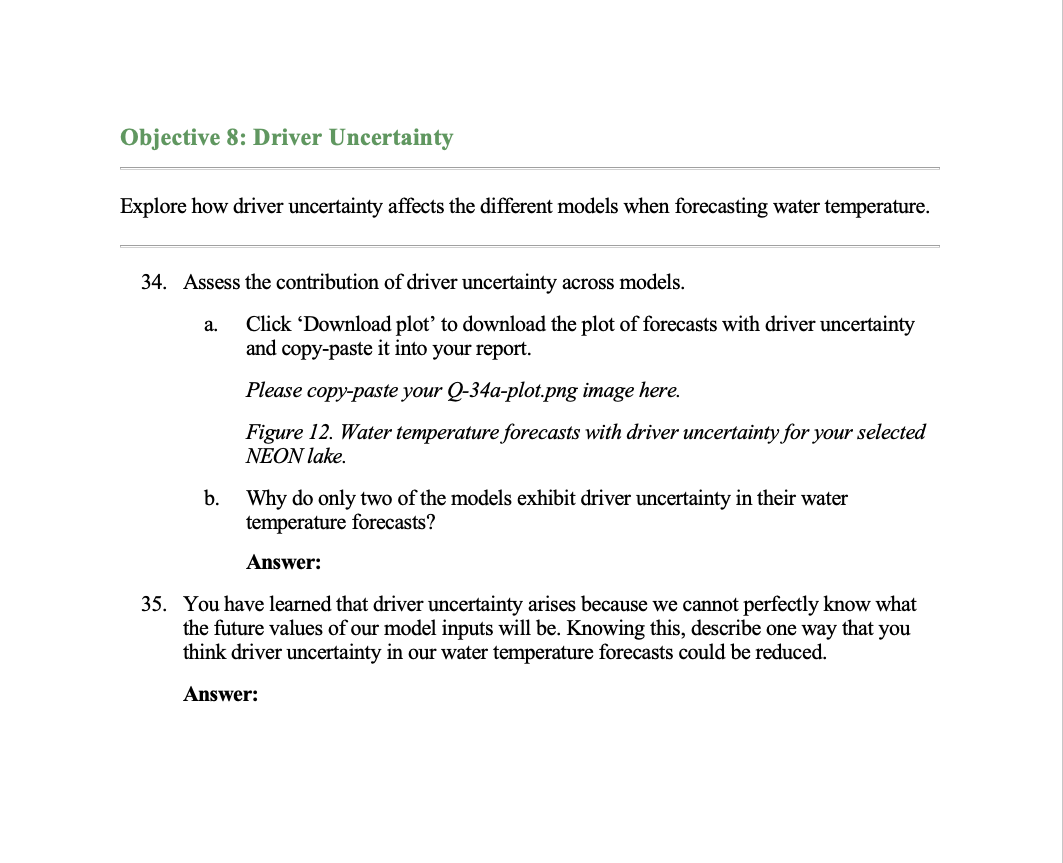 Objective 8: Driver Uncertainty
Explore how driver uncertainty affects the different models when forecasting water temperature.
34. Assess the contribution of driver uncertainty across models.
a. Click ‘Download plot’ to download the plot of forecasts with driver uncertainty
and copy-paste it into your report.
Please copy-paste your Q-34a-plot.png image here.
Figure 12. Water temperature forecasts with driver uncertainty for your selected
NEON lake.
b. Why do only two of the models exhibit driver uncertainty in their water
temperature forecasts?
Answer:
35. You have learned that driver uncertainty arises because we cannot perfectly know what
the future values of our model inputs will be. Knowing this, describe one way that you
think driver uncertainty in our water temperature forecasts could be reduced.
Answer: